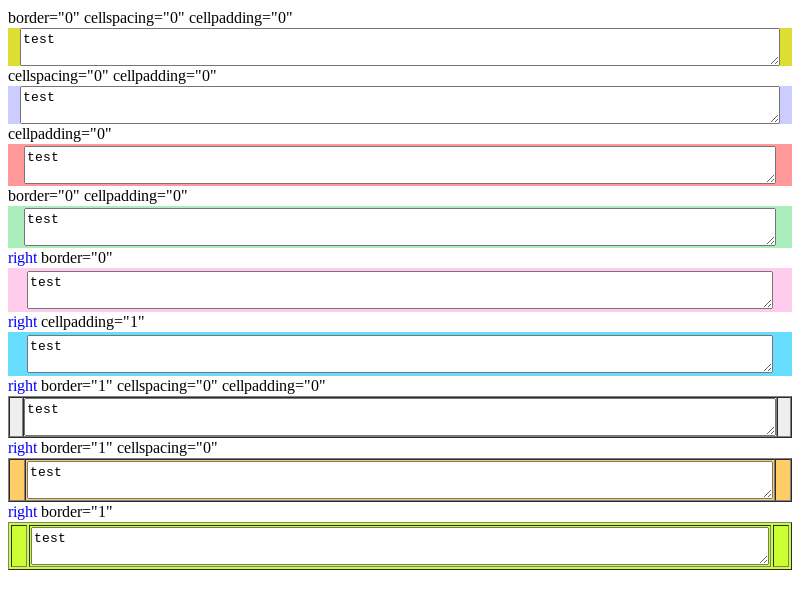 border="0" cellspacing="0" cellpadding="0"
test
cellspacing="0" cellpadding="0"
test
cellpadding="0"
test
border="0" cellpadding="0"
test
right border="0"
test
right cellpadding="1"
test
right border="1" cellspacing="0" cellpadding="0"
test
right border="1" cellspacing="0"
test
right border="1"
test